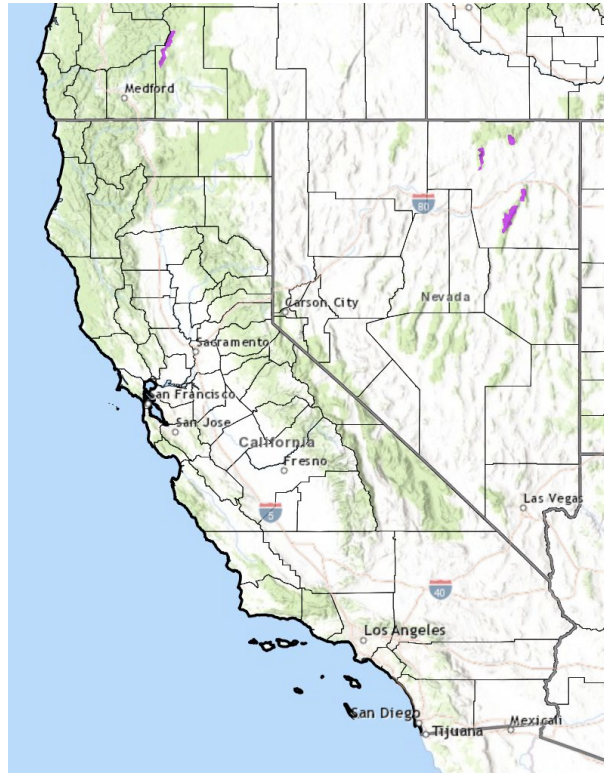 Medford
80
Nevada
Carson City
Sacramento
San Francisco
San Jose
California
Fresno
Las Vegas
5
40
Los Angeles
San Diego
Tijuana
Mexicali